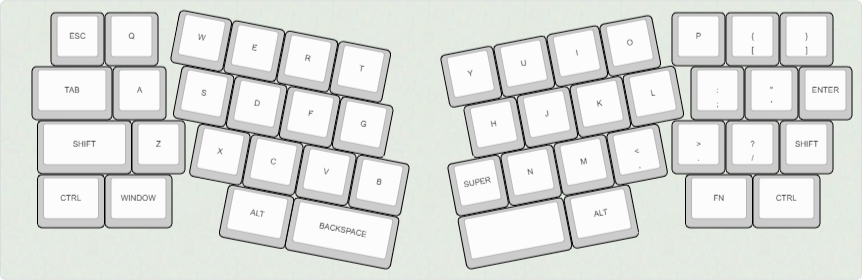 ESC Q W E R T Y U I O P { }
[ ]
TAB A S D F G H J K L : " ENTER
; '
SHIFT Z X C V B SUPER N M < > ? SHIFT
, . /
CTRL WINDOW ALT BACKSPACE ALT FN CTRL